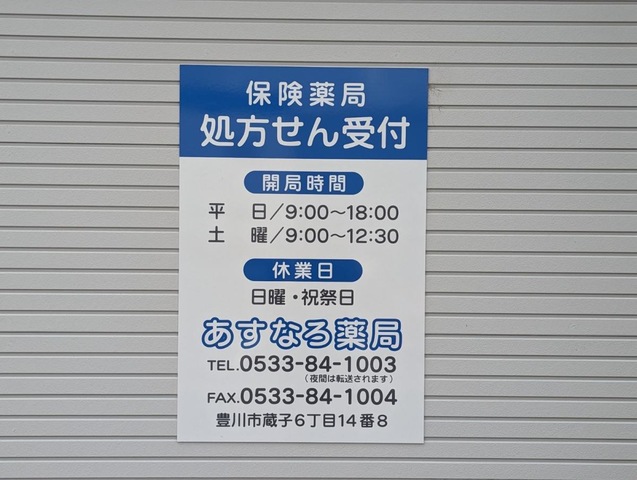 保険薬局
処方せん受付
開局時間
平　日／9:00～18:00
土　曜／9:00～12:30
休業日
日曜・祝祭日
あすなろ薬局
TEL.0533-84-1003
（夜間は転送されます）
FAX.0533-84-1004
豊川市蔵子6丁目14番8